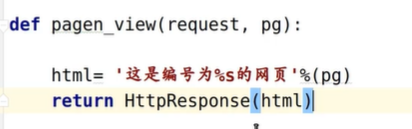 def pagen_view(request, pg):
html= '这是编号为%s的网页'%(pg)
return HttpResponse(html)